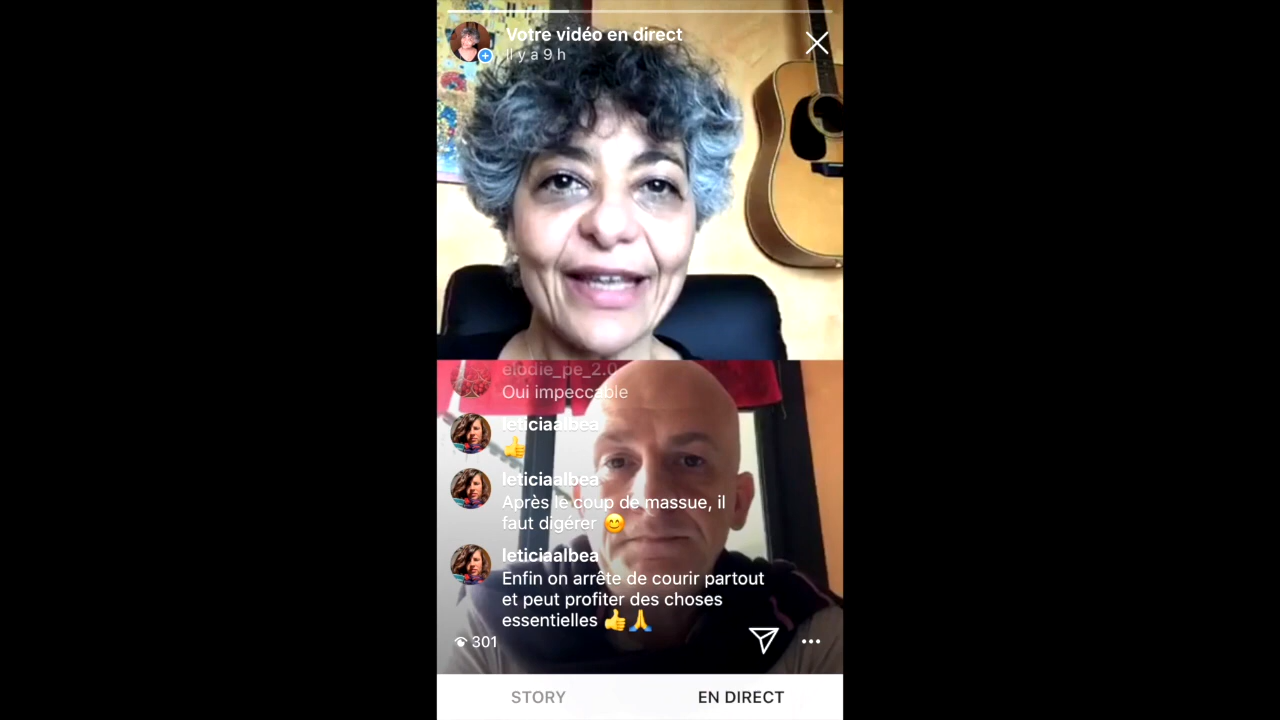 Votre vidéo en direct
Il y a 9 h
elodie_pe_2.0
Oui impeccable
leticiaalbea
👍
leticiaalbea
Après le coup de massue, il
faut digérer 😊
leticiaalbea
Enfin on arrête de courir partout
et peut profiter des choses
essentielles 👍🙏
301
STORY
EN DIRECT